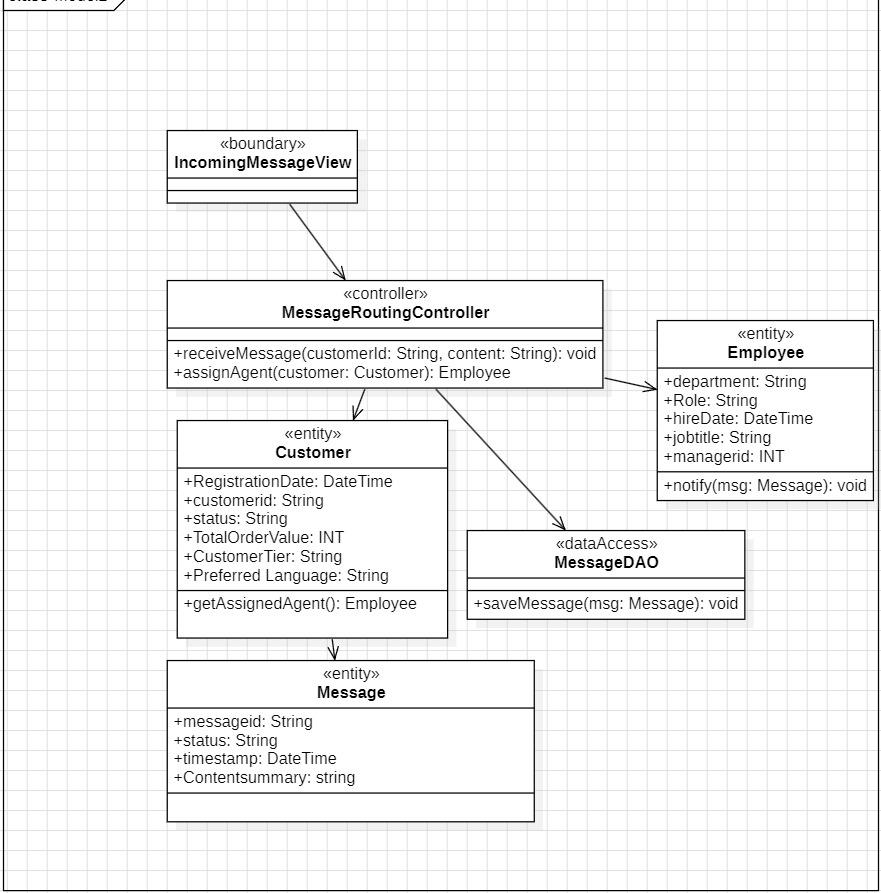 «boundary»
IncomingMessageView
«controller»
MessageRoutingController
+receiveMessage(customerId: String, content: String): void
+assignAgent(customer: Customer): Employee
«entity»
Employee
+department: String
+Role: String
+hireDate: DateTime
+jobtitle: String
+managerid: INT
+notify(msg: Message): void
«entity»
Customer
+RegistrationDate: DateTime
+customerid: String
+status: String
+TotalOrderValue: INT
+CustomerTier: String
+Preferred Language: String
+getAssignedAgent(): Employee
«dataAccess»
MessageDAO
+saveMessage(msg: Message): void
«entity»
Message
+messageid: String
+status: String
+timestamp: DateTime
+Contentsummary: string